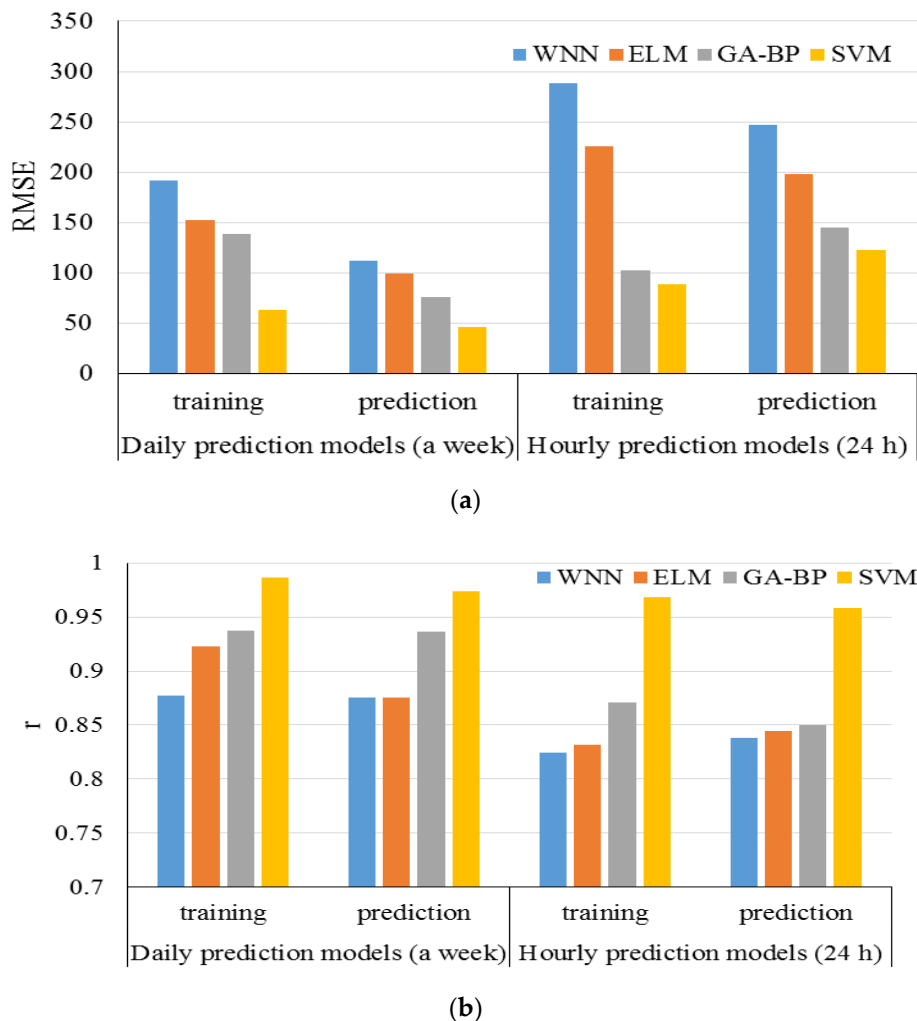 350
WNN ELM GA-BP SVM
300
250
200
150
100
50
0
RMSE
training prediction training prediction
Daily prediction models (a week) Hourly prediction models (24 h)
(a)
1
WNN ELM GA-BP SVM
0.95
0.9
0.85
0.8
0.75
0.7
r
training prediction training prediction
Daily prediction models (a week) Hourly prediction models (24 h)
(b)